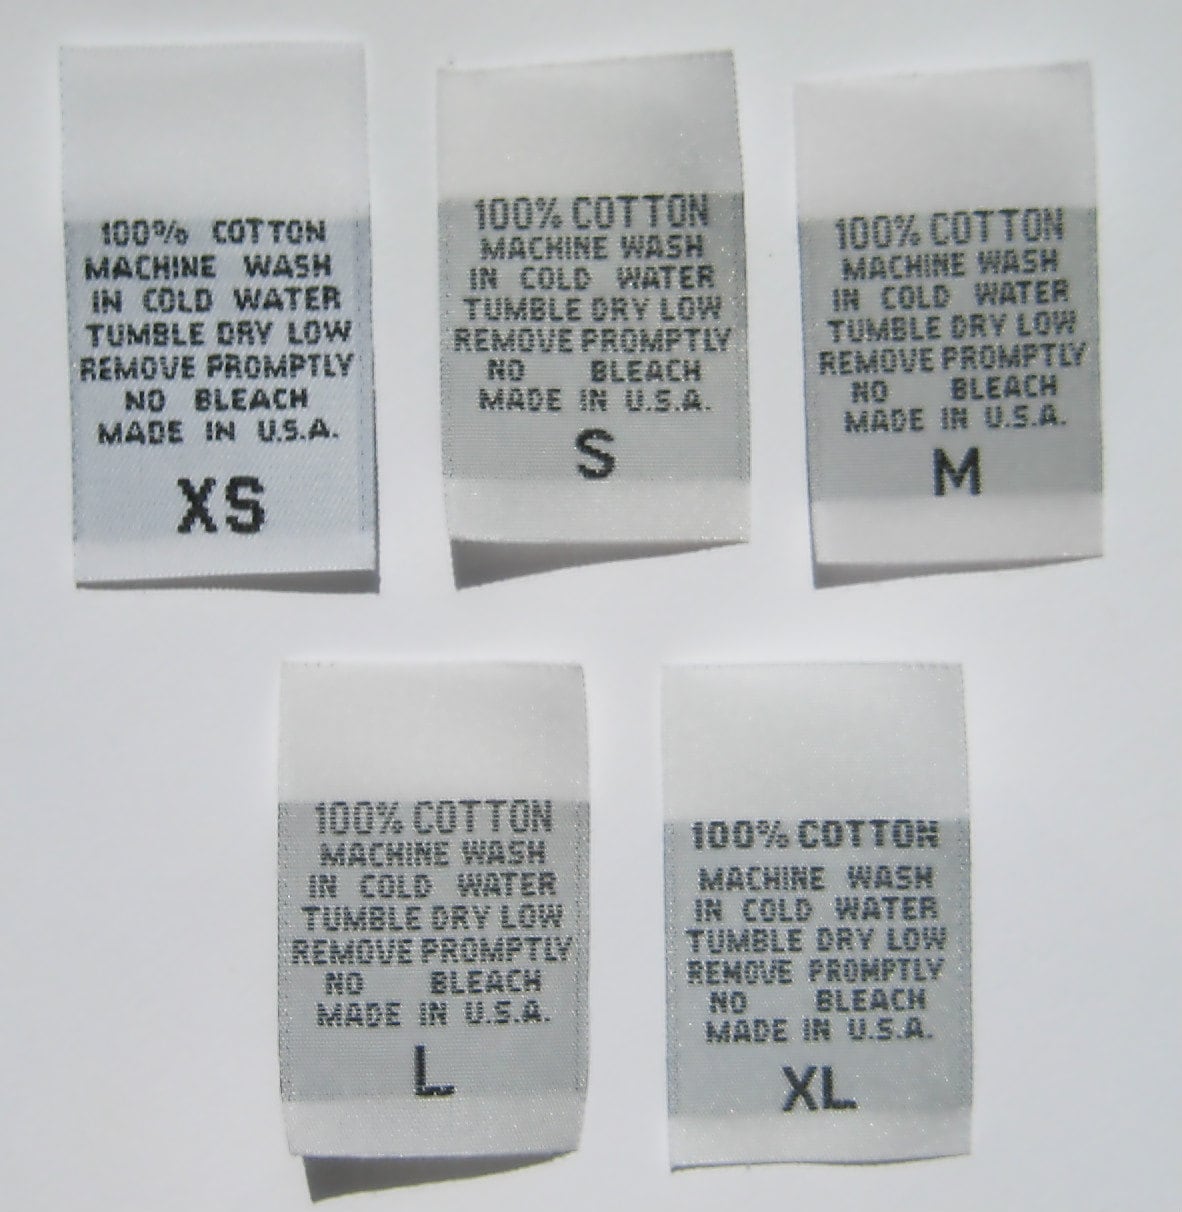 100% COTTON
MACHINE WASH
IN COLD WATER
TUMBLE DRY LOW
REMOVE PROMPTLY
NO BLEACH
MADE IN U.S.A.
XS
100% COTTON
MACHINE WASH
IN COLD WATER
TUMBLE DRY LOW
REMOVE PROMPTLY
NO BLEACH
MADE IN U.S.A.
S
100% COTTON
MACHINE WASH
IN COLD WATER
TUMBLE DRY LOW
REMOVE PROMPTLY
NO BLEACH
MADE IN U.S.A.
M
100% COTTON
MACHINE WASH
IN COLD WATER
TUMBLE DRY LOW
REMOVE PROMPTLY
NO BLEACH
MADE IN U.S.A.
L
100% COTTON
MACHINE WASH
IN COLD WATER
TUMBLE DRY LOW
REMOVE PROMPTLY
NO BLEACH
MADE IN U.S.A.
XL